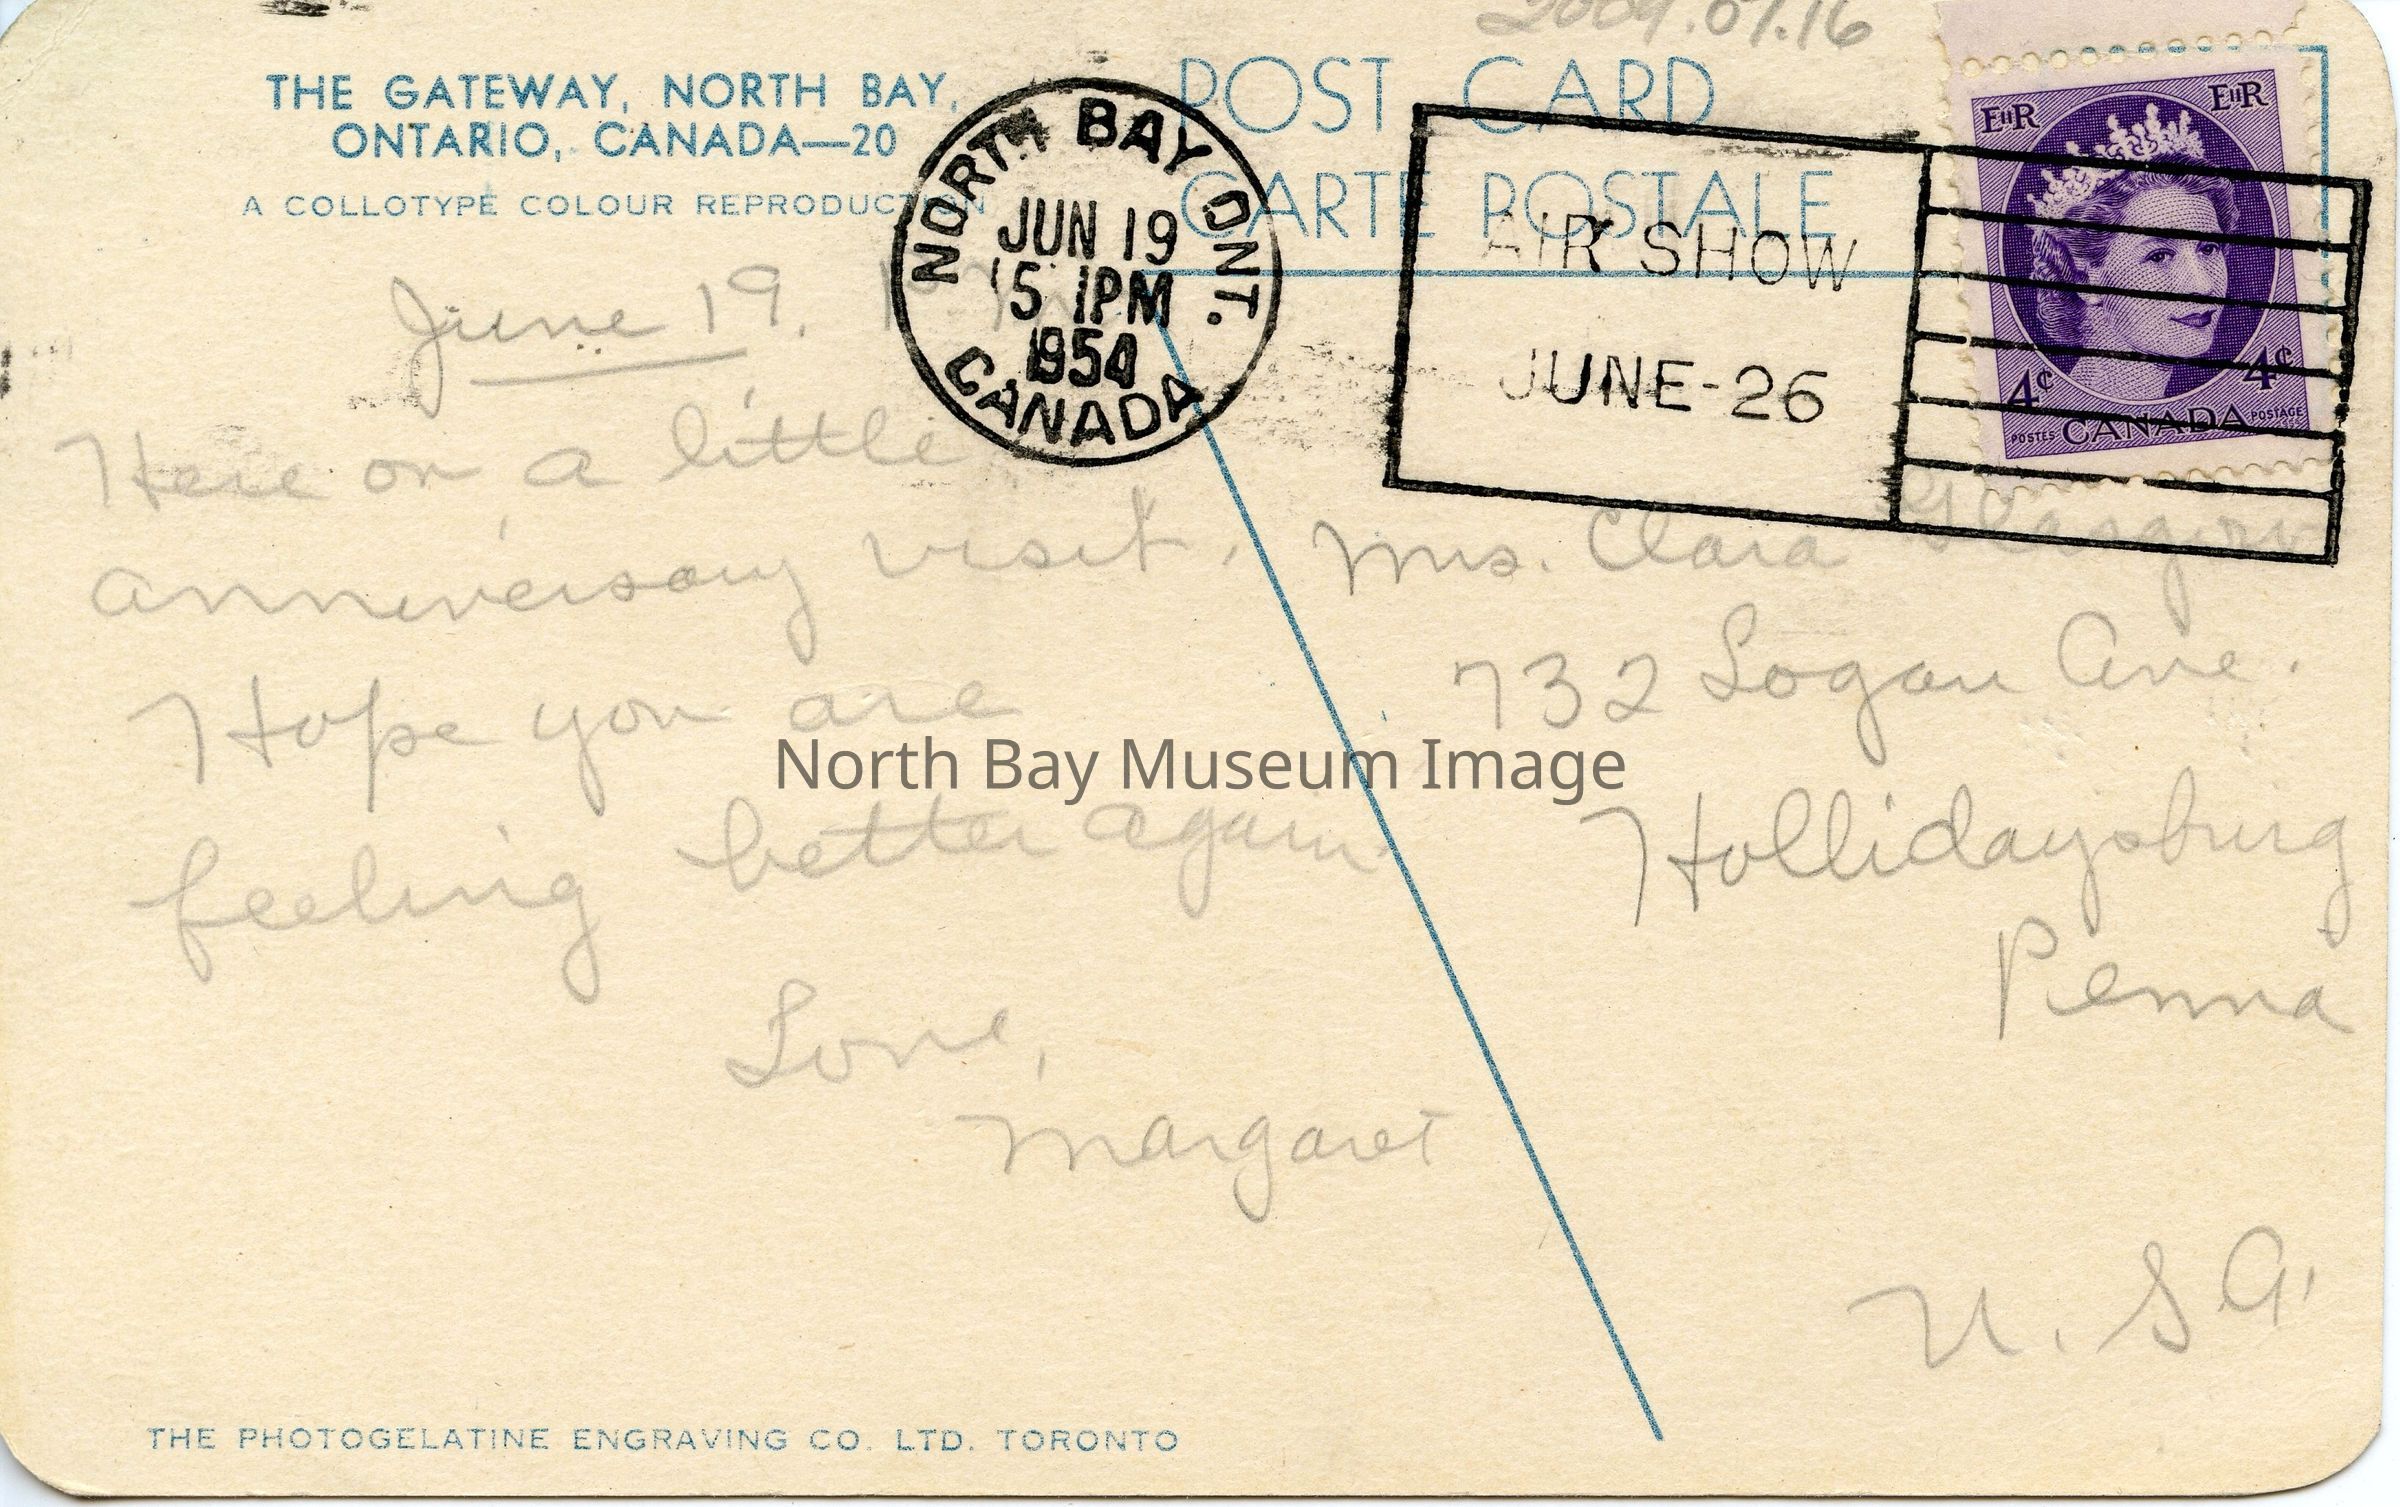 2009.07.16
THE GATEWAY, NORTH BAY,
ONTARIO, CANADA—20
A COLLOTYPE COLOUR REPRODUCTION
POST CARD
CARTE POSTALE
NORTH BAY ONT.
JUN 19
15 1PM
1954
CANADA
AIR SHOW
JUNE-26
EIIR EIIR
4¢ 4¢
POSTES CANADA POSTAGE
June 19.
Here on a little
anniversary visit.
Hope you are
feeling better again.
Love,
Margaret
Mrs. Clara Glasgow
732 Logan Ave.
Hollidaysburg
Penna
U.S.A.
North Bay Museum Image
THE PHOTOGELATINE ENGRAVING CO. LTD. TORONTO